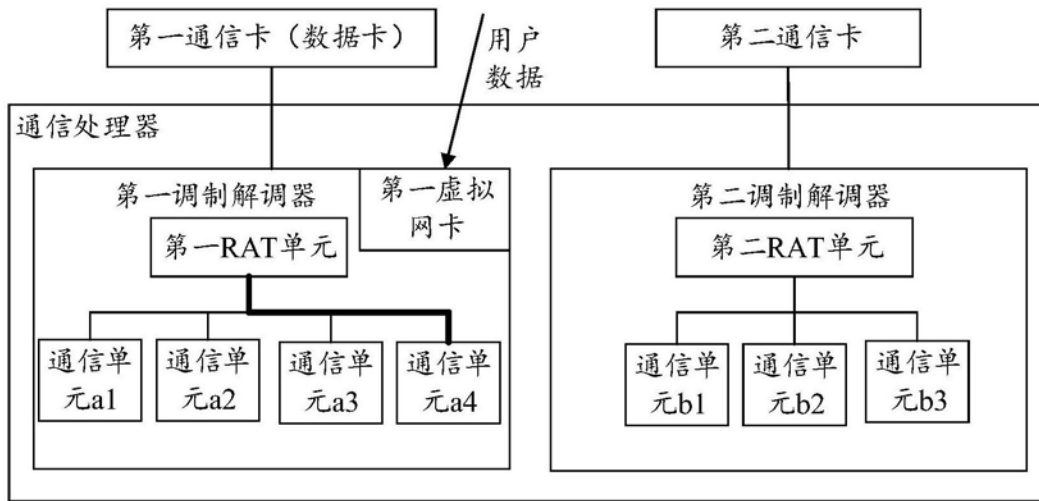 第一通信卡（数据卡）
用户
数据
第二通信卡
通信处理器
第一调制解调器
第一虚拟
网卡
第一RAT单元
通信单
元a1
通信单
元a2
通信单
元a3
通信单
元a4
第二调制解调器
第二RAT单元
通信单
元b1
通信单
元b2
通信单
元b3